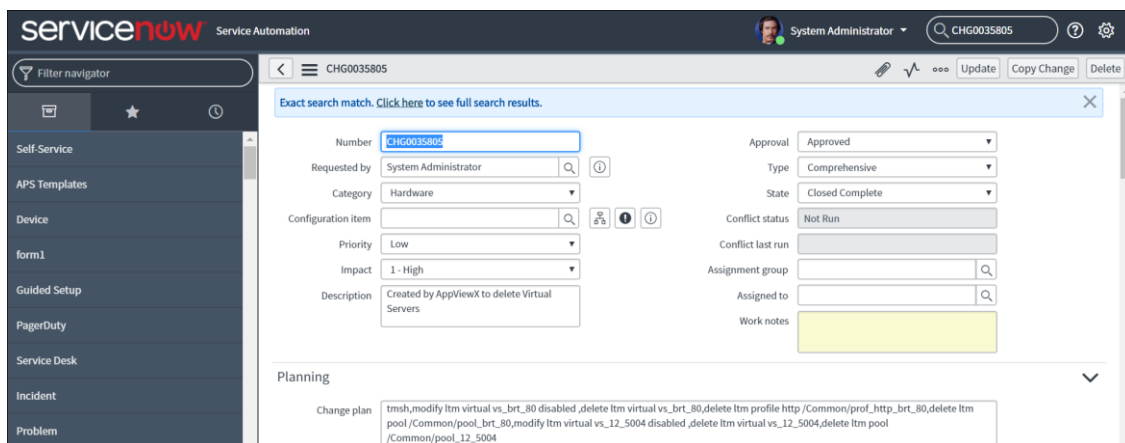 servicenow Service Automation
System Administrator
CHG0035805
Filter navigator
CHG0035805
Update
Copy Change
Delete
Exact search match. Click here to see full search results.
Self-Service
APS Templates
Device
form1
Guided Setup
PagerDuty
Service Desk
Incident
Problem
Number CHG0035805
Requested by System Administrator
Category Hardware
Configuration item
Priority Low
Impact 1 - High
Description Created by AppViewX to delete Virtual
Servers
Approval Approved
Type Comprehensive
State Closed Complete
Conflict status Not Run
Conflict last run
Assignment group
Assigned to
Work notes
Planning
Change plan tmsh,modify ltm virtual vs_brt_80 disabled ,delete ltm virtual vs_brt_80,delete ltm profile http /Common/prof_http_brt_80,delete ltm
pool /Common/pool_brt_80,modify ltm virtual vs_12_5004 disabled ,delete ltm virtual vs_12_5004,delete ltm pool
/Common/pool_12_5004